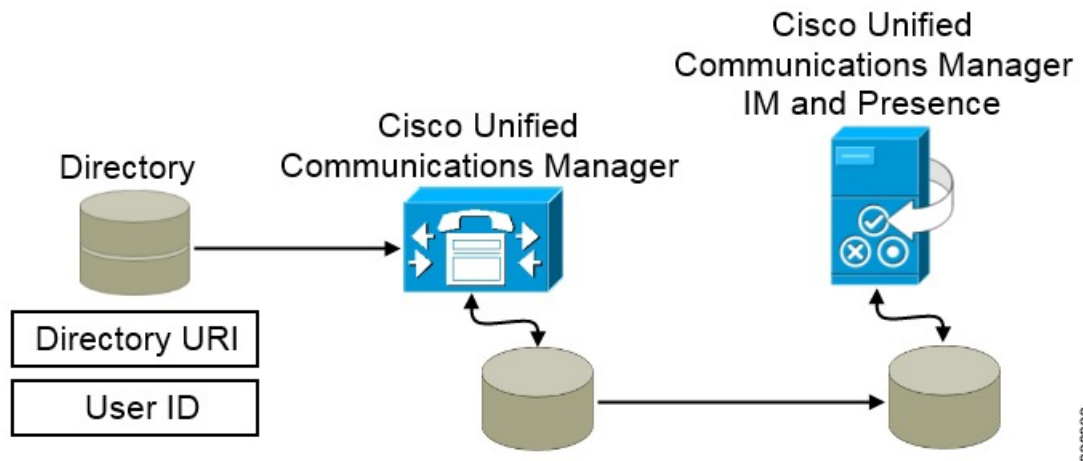 Cisco Unified
Communications Manager
IM and Presence
Cisco Unified
Communications Manager
Directory
Directory URI
User ID